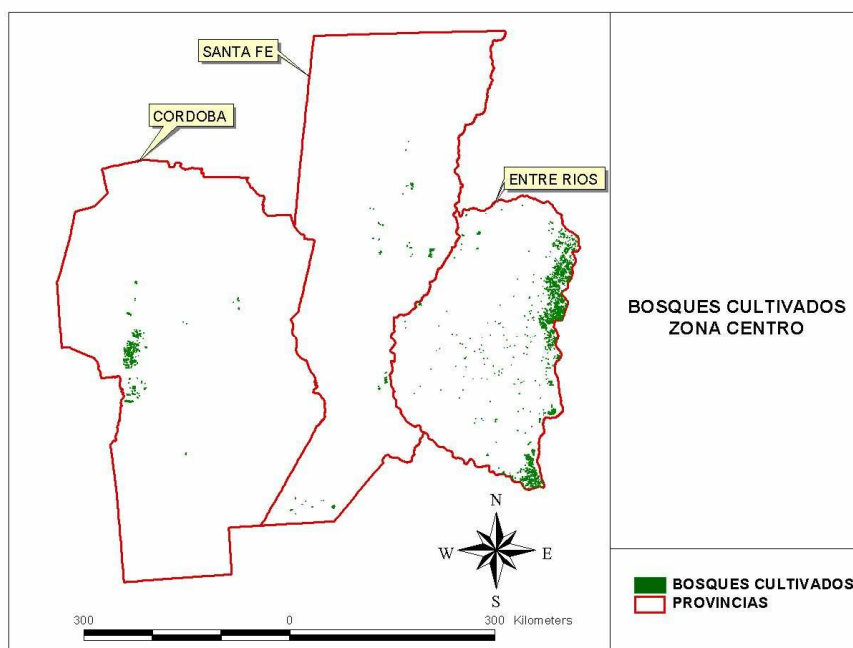 SANTA FE
CORDOBA
ENTRE RIOS
BOSQUES CULTIVADOS
ZONA CENTRO
N
W E
S
300 0 300 Kilometers
BOSQUES CULTIVADOS
PROVINCIAS